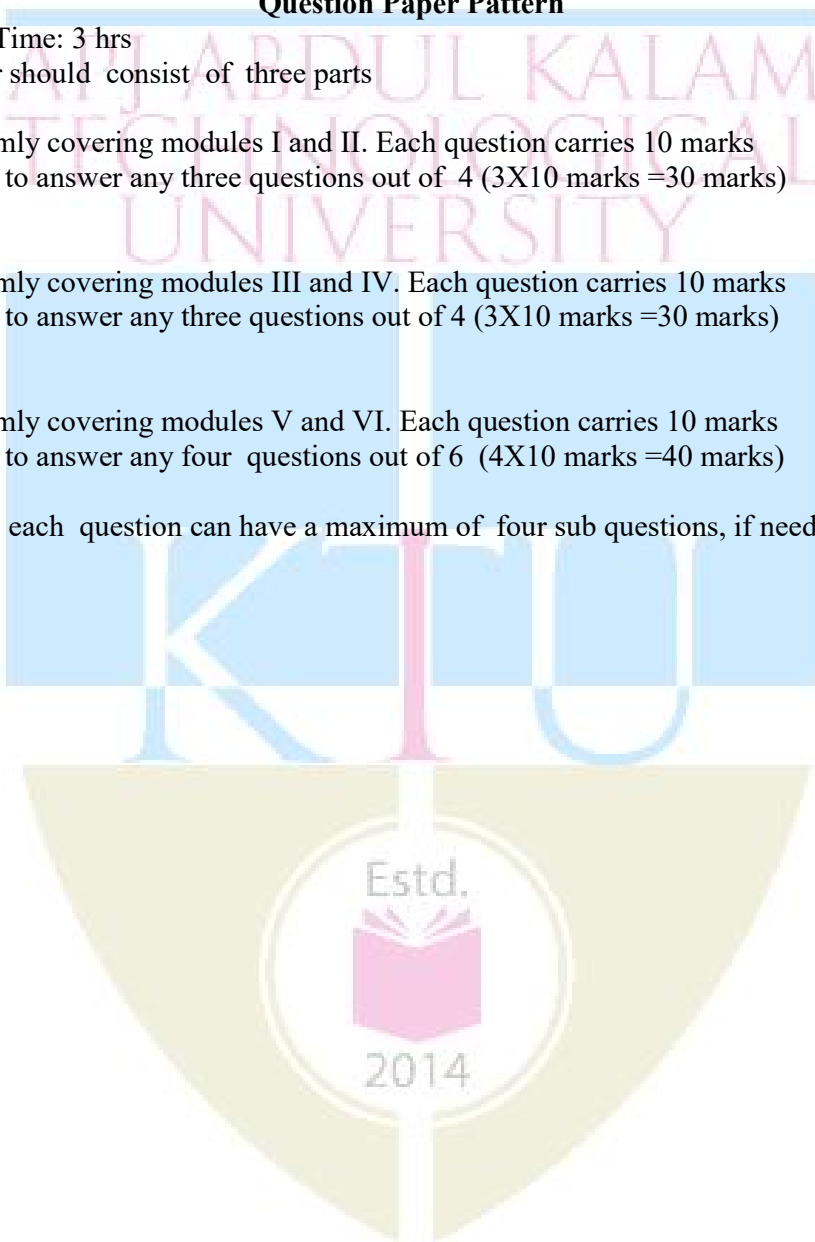 Question Paper Pattern
Time: 3 hrs
should consist of three parts
covering modules I and II. Each question carries 10 marks
to answer any three questions out of 4 (3X10 marks =30 marks)
covering modules III and IV. Each question carries 10 marks
to answer any three questions out of 4 (3X10 marks =30 marks)
covering modules V and VI. Each question carries 10 marks
to answer any four questions out of 6 (4X10 marks =40 marks)
each question can have a maximum of four sub questions, if need
APJ ABDUL KALAM
TECHNOLOGICAL
UNIVERSITY
KTU
Estd.
2014